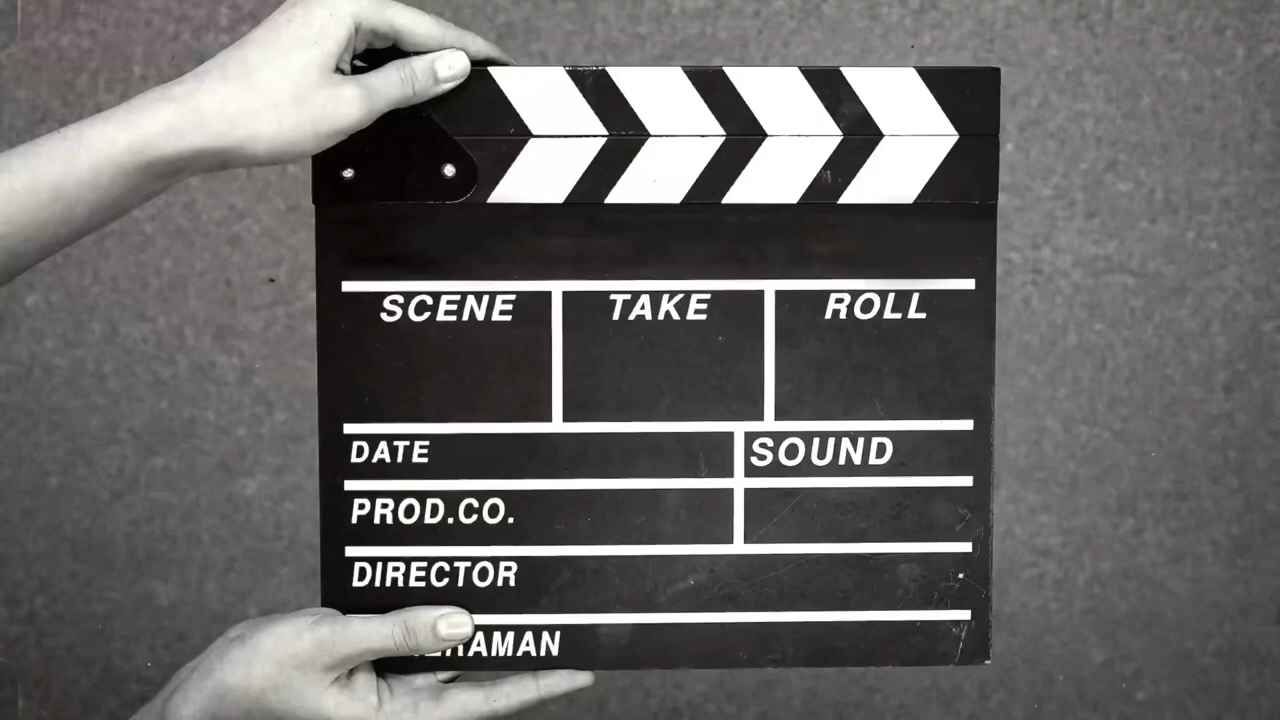 SCENE TAKE ROLL
DATE SOUND
PROD.CO.
DIRECTOR